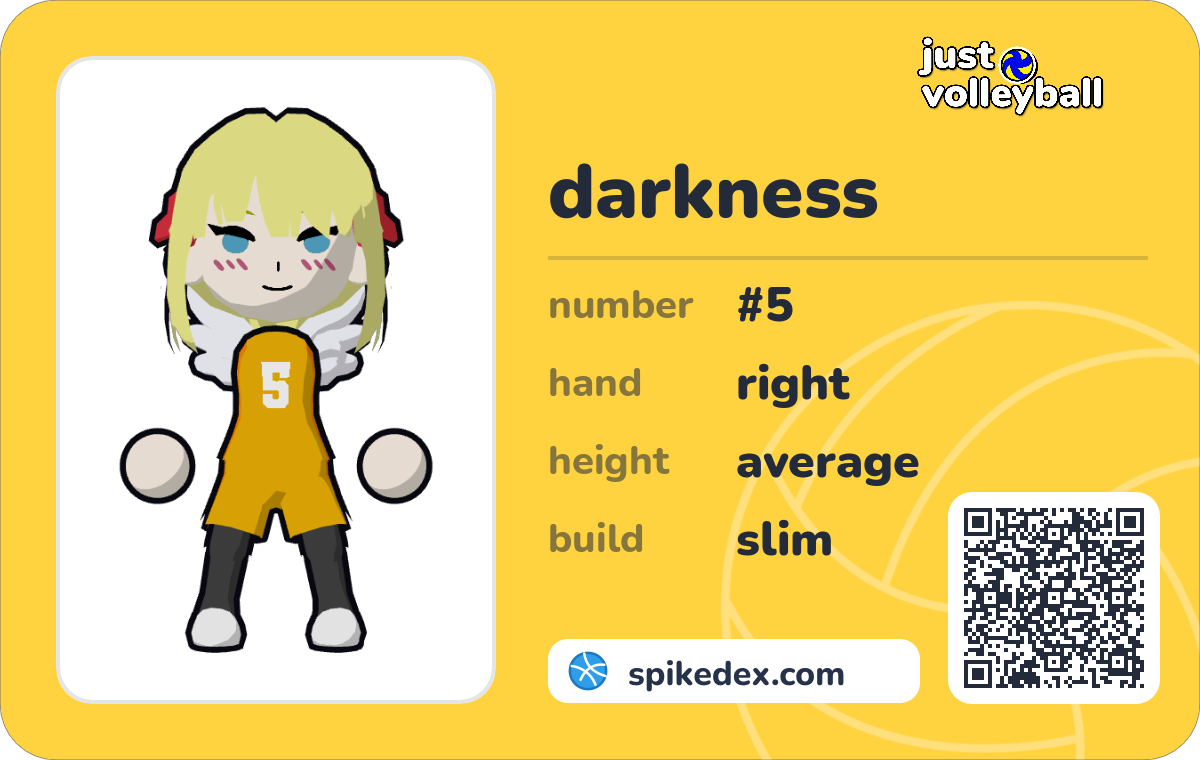 just
volleyball
darkness
number #5
hand right
height average
build slim
5
spikedex.com